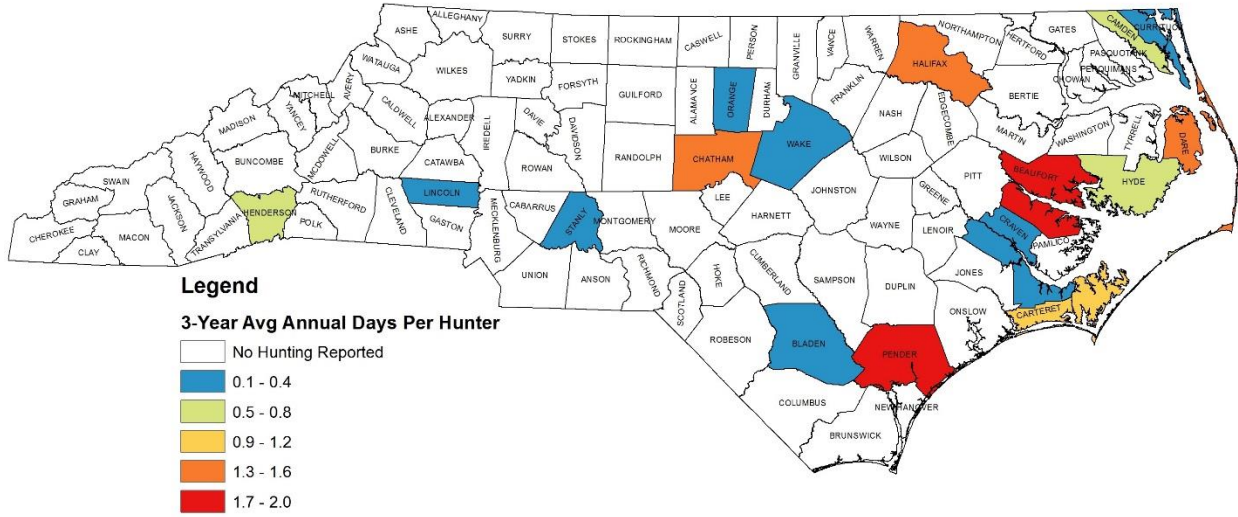 ALLEGHANY
ASHE
SURRY
STOKES
ROCKINGHAM
CASWELL
PERSON
GRANVILLE
VANCE
WARREN
NORTHAMPTON
HERTFORD
GATES
CAMDEN
CURRITUCK
PASQUOTANK
PERQUIMANS
CHOWAN
HALIFAX
WATAUGA
WILKES
YADKIN
FORSYTH
GUILFORD
ALAMANCE
ORANGE
DURHAM
FRANKLIN
NASH
EDGECOMBE
BERTIE
MARTIN
WASHINGTON
TYRRELL
DARE
MITCHELL
AVERY
YANCEY
CALDWELL
ALEXANDER
IREDELL
DAVIE
DAVIDSON
RANDOLPH
CHATHAM
WAKE
WILSON
PITT
BEAUFORT
HYDE
MADISON
MCDOWELL
BURKE
CATAWBA
ROWAN
HAYWOOD
BUNCOMBE
SWAIN
GRAHAM
JACKSON
HENDERSON
RUTHERFORD
CLEVELAND
LINCOLN
CABARRUS
STANLY
MONTGOMERY
MOORE
LEE
HARNETT
JOHNSTON
GREENE
WAYNE
LENOIR
CRAVEN
PAMLICO
CHEROKEE
CLAY
MACON
TRANSYLVANIA
POLK
GASTON
MECKLENBURG
UNION
ANSON
RICHMOND
SCOTLAND
HOKE
CUMBERLAND
SAMPSON
DUPLIN
JONES
ONSLOW
CARTERET
ROBESON
BLADEN
PENDER
COLUMBUS
NEW HANOVER
BRUNSWICK
Legend
3-Year Avg Annual Days Per Hunter
No Hunting Reported
0.1 - 0.4
0.5 - 0.8
0.9 - 1.2
1.3 - 1.6
1.7 - 2.0